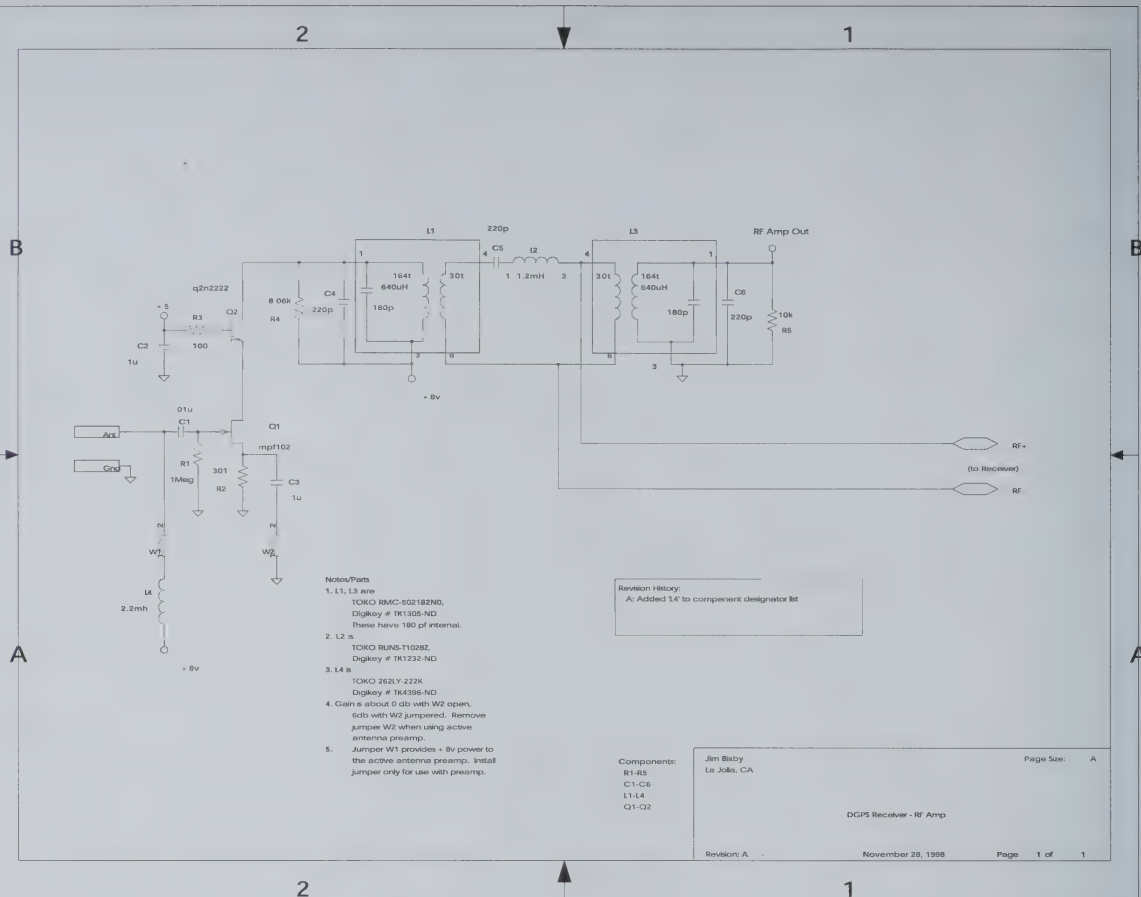 2
1
B
B
A
A
L1
220p
C5
L2
L3
RF Amp Out
1
4
1 1.2mH 3
4
1
164t
640uH
30t
180p
30t
164t
640uH
180p
C6
220p
10k
R5
8 06k
R4
C4
220p
3
6
5
3
+ 8v
q2n2222
+ 5
R3
Q2
C2
1u
100
01u
C1
Ant
Gnd
Q1
mpf102
R1
1Meg
301
R2
C3
1u
2
W1
1
2
W2
L4
2.2mh
+ 8v
RF+
(to Receiver)
RF
Notes/Parts
1. L1, L3 are
TOKO RMC-502182N0,
Digikey # TK1305-ND
These have 180 pf internal.
2. L2 is
TOKO RUNS-T1028Z,
Digikey # TK1232-ND
3. L4 is
TOKO 262LY-222K
Digikey # TK4396-ND
4. Gain is about 0 db with W2 open,
6db with W2 jumpered. Remove
jumper W2 when using active
antenna preamp.
5. Jumper W1 provides + 8v power to
the active antenna preamp. Install
jumper only for use with preamp.
Revision History:
A: Added 'L4' to component designator list
Components:
R1-R5
C1-C6
L1-L4
Q1-Q2
Jim Bixby
La Jolla, CA
Page Size: A
DGPS Receiver - RF Amp
Revision: A -
November 28, 1998
Page 1 of 1
2
1